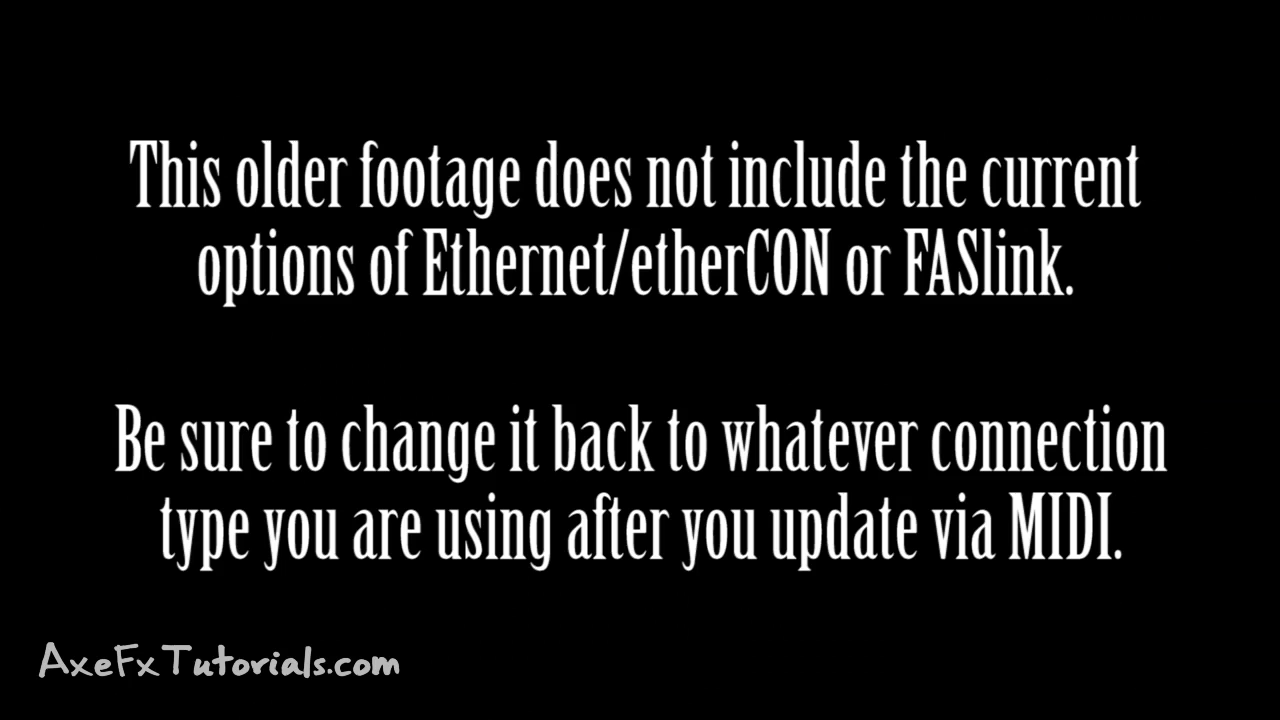 This older footage does not include the current
options of Ethernet/etherCON or FASlink.
Be sure to change it back to whatever connection
type you are using after you update via MIDI.
AxeFxTutorials.com